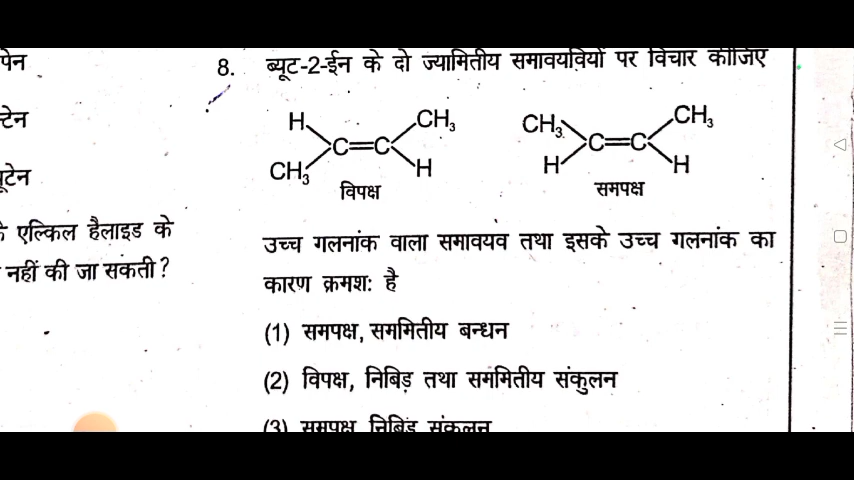 पेन
टेन
यूटेन
एल्किल हैलाइड के
नहीं की जा सकती?
8. ब्यूट-2-ईन के दो ज्यामितीय समावयवियों पर विचार कीजिए
H CH₃
C=C
CH₃ H
विपक्ष
CH₃ CH₃
C=C
H H
समपक्ष
उच्च गलनांक वाला समावयव तथा इसके उच्च गलनांक का
कारण क्रमशः है
(1) समपक्ष, सममितीय बन्धन
(2) विपक्ष, निबिड़ तथा सममितीय संकुलन
(3) समपक्ष निबिड़ संकुलन